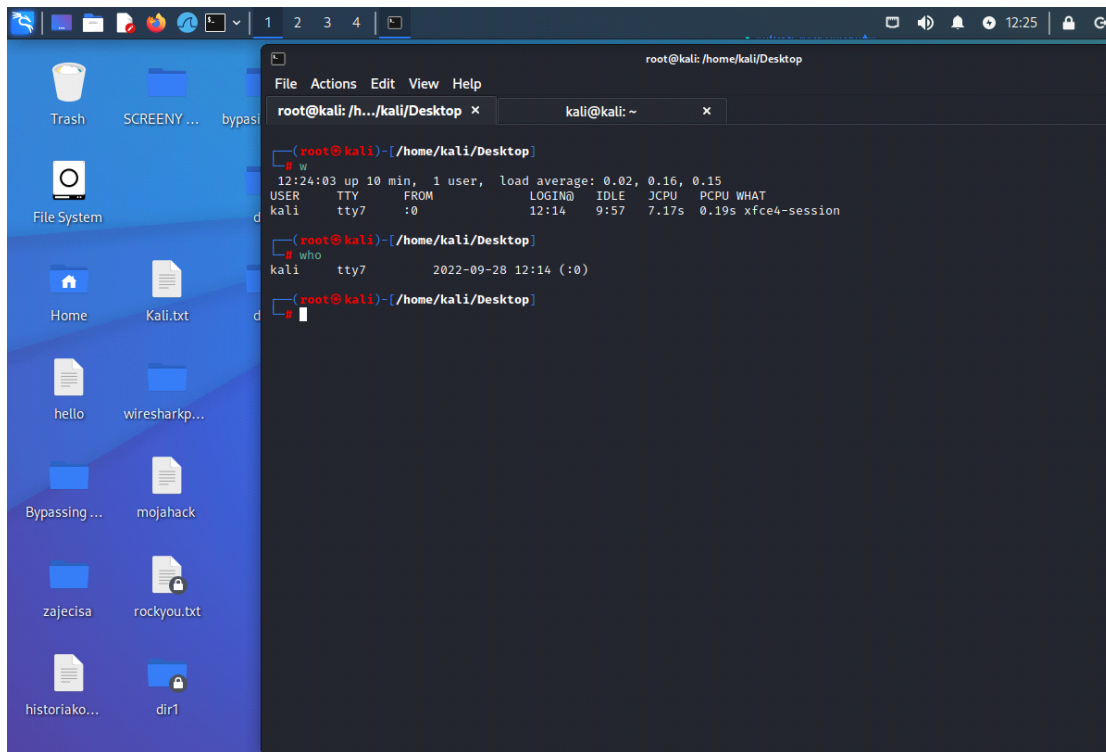 1 2 3 4
12:25
root@kali: /home/kali/Desktop
File Actions Edit View Help
root@kali: /h.../kali/Desktop ×
kali@kali: ~ ×
(root㉿kali)-[/home/kali/Desktop]
# w
12:24:03 up 10 min, 1 user, load average: 0.02, 0.16, 0.15
USER TTY FROM LOGIN@ IDLE JCPU PCPU WHAT
kali tty7 :0 12:14 9:57 7.17s 0.19s xfce4-session
(root㉿kali)-[/home/kali/Desktop]
# who
kali tty7 2022-09-28 12:14 (:0)
(root㉿kali)-[/home/kali/Desktop]
#
Trash
SCREENY ...
bypasi
File System
d
Home
Kali.txt
d
hello
wiresharkp...
Bypassing ...
mojahack
zajecisa
rockyou.txt
historiako...
dir1